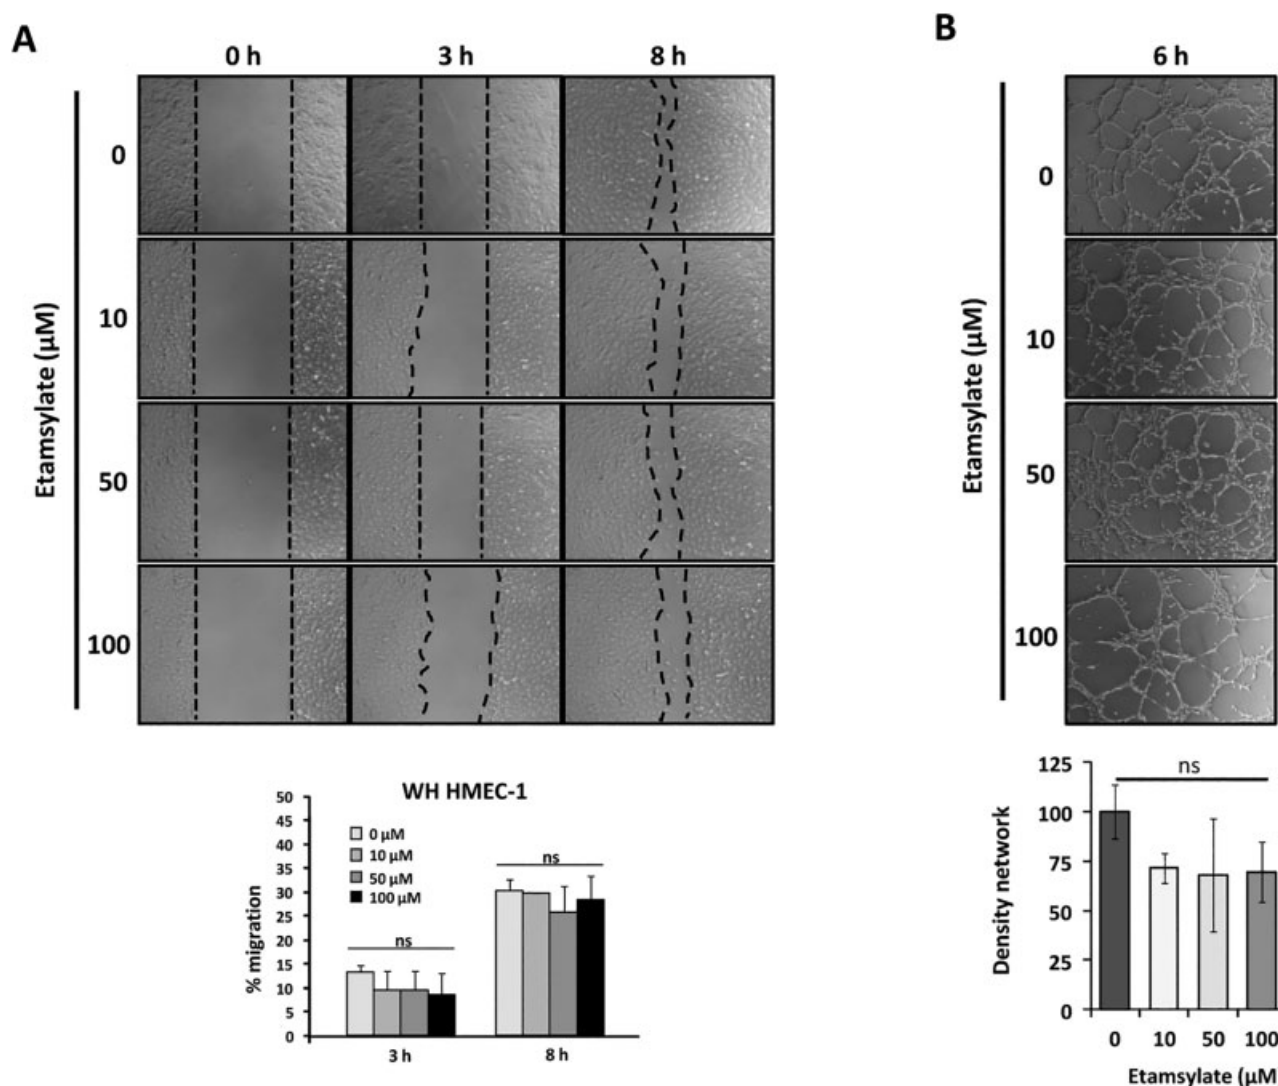 A
0 h 3 h 8 h
Etamsylate (μM)
0
10
50
100
WH HMEC-1
% migration
50
45
40
35
30
25
20
15
10
5
0
0 μM
10 μM
50 μM
100 μM
ns
ns
3 h 8 h
B
6 h
Etamsylate (μM)
0
10
50
100
Density network
125
100
75
50
25
0
ns
0 10 50 100
Etamsylate (μM